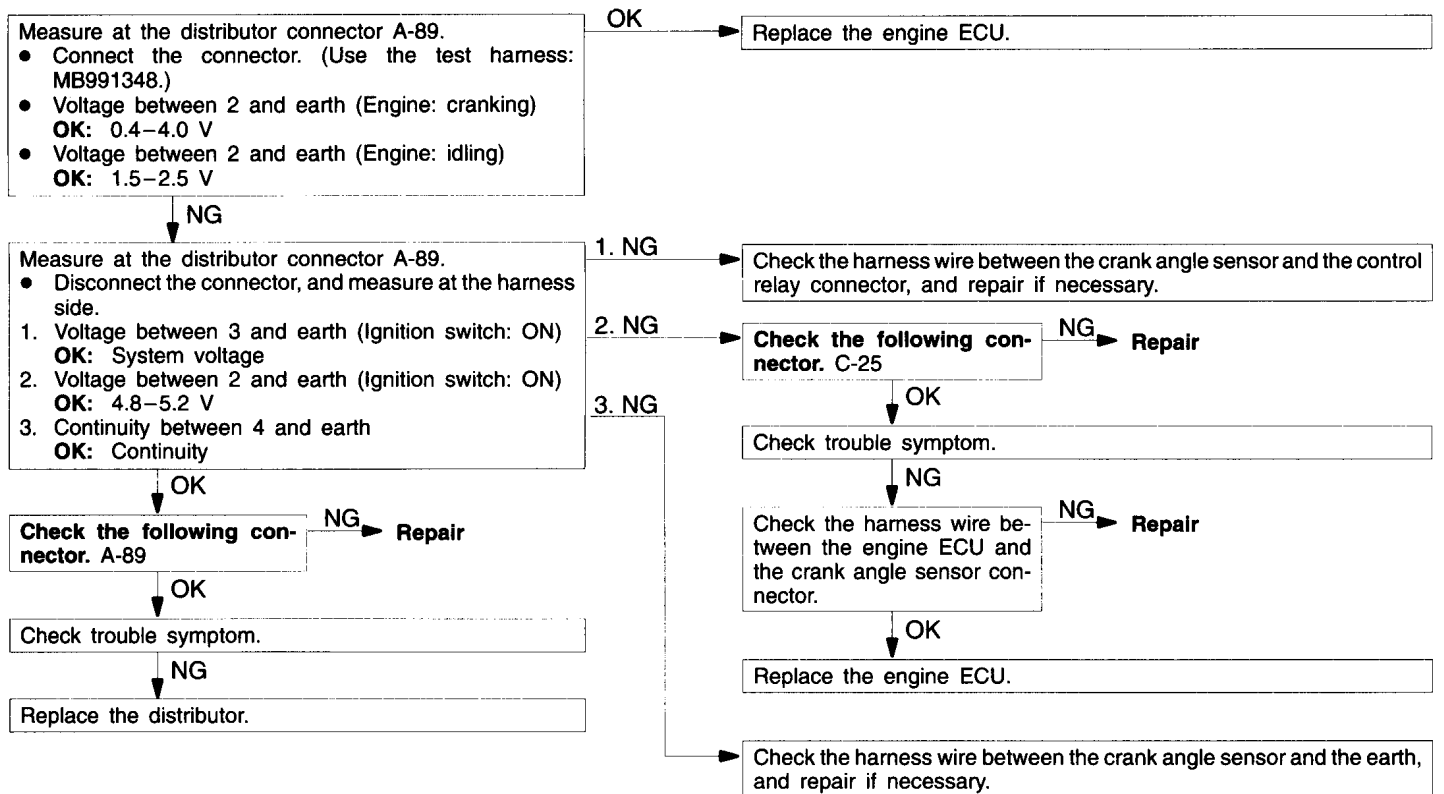 Measure at the distributor connector A-89.
● Connect the connector. (Use the test harness:
MB991348.)
● Voltage between 2 and earth (Engine: cranking)
OK: 0.4–4.0 V
● Voltage between 2 and earth (Engine: idling)
OK: 1.5–2.5 V
OK
Replace the engine ECU.
NG
Measure at the distributor connector A-89.
● Disconnect the connector, and measure at the harness
side.
1. Voltage between 3 and earth (Ignition switch: ON)
OK: System voltage
2. Voltage between 2 and earth (Ignition switch: ON)
OK: 4.8–5.2 V
3. Continuity between 4 and earth
OK: Continuity
1. NG
Check the harness wire between the crank angle sensor and the control
relay connector, and repair if necessary.
2. NG
Check the following con-
nector. C-25
NG
Repair
OK
Check trouble symptom.
NG
Check the harness wire be-
tween the engine ECU and
the crank angle sensor con-
nector.
NG
Repair
OK
Replace the engine ECU.
3. NG
Check the harness wire between the crank angle sensor and the earth,
and repair if necessary.
OK
Check the following con-
nector. A-89
NG
Repair
OK
Check trouble symptom.
NG
Replace the distributor.